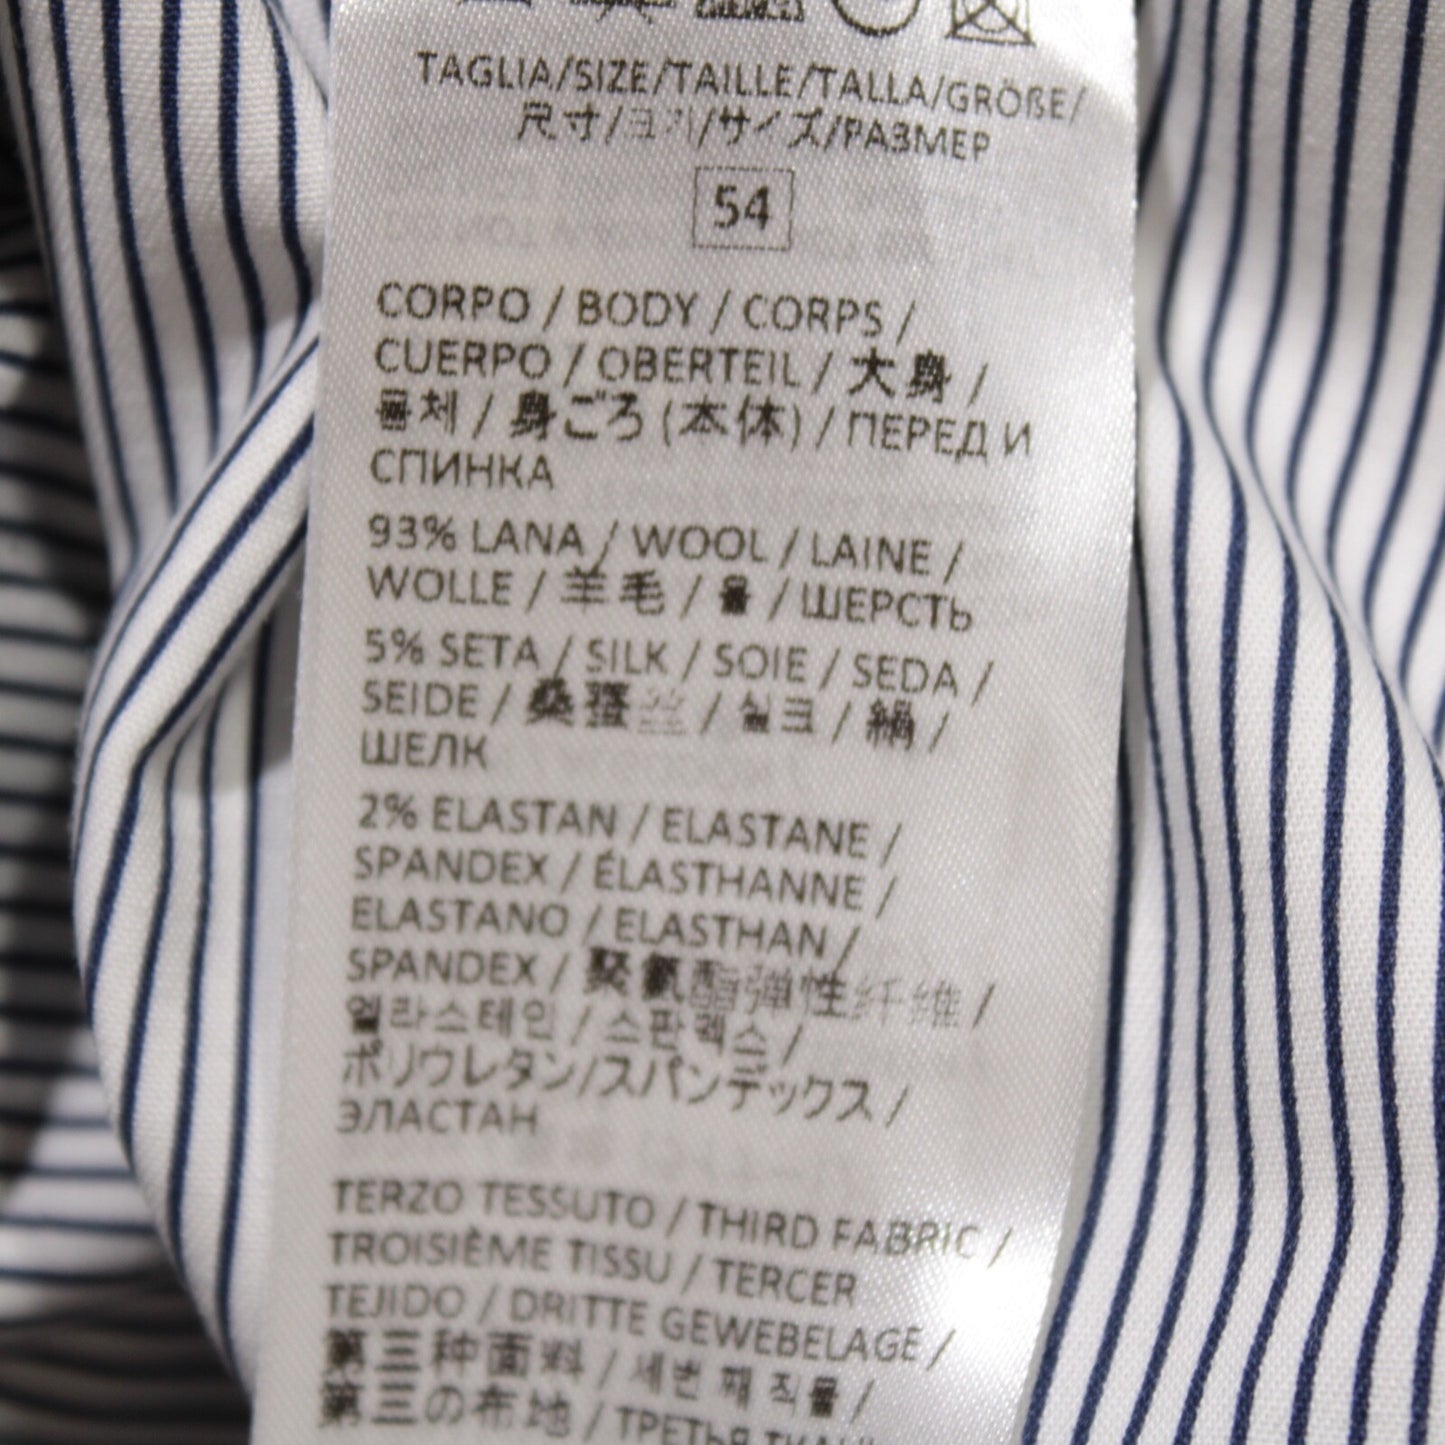 TAGLIA/SIZE/TAILLE/TALLA/GRÖßE/
尺寸/크기/サイズ/РАЗМЕР
54
CORPO / BODY / CORPS /
CUERPO / OBERTEIL / 大身 /
몸체 / 身ごろ (本体) / ПЕРЕД И
СПИНКА
93% LANA / WOOL / LAINE /
WOLLE / 羊毛 / 울 / ШЕРСТЬ
5% SETA / SILK / SOIE / SEDA /
SEIDE / 桑蚕丝 / 실크 / 絹 /
ШЕЛК
2% ELASTAN / ELASTANE /
SPANDEX / ÉLASTHANNE /
ELASTANO / ELASTHAN /
SPANDEX / 聚氨酯弹性纤维 /
엘라스테인 / 스판덱스 /
ポリウレタン/スパンデックス /
ЭЛАСТАН
TERZO TESSUTO / THIRD FABRIC /
TROISIÈME TISSU / TERCER
TEJIDO / DRITTE GEWEBELAGE /
第三种面料 / 세번 째 직물 /
第三の布地 / ТРЕТЬЯ ТКАНЬ